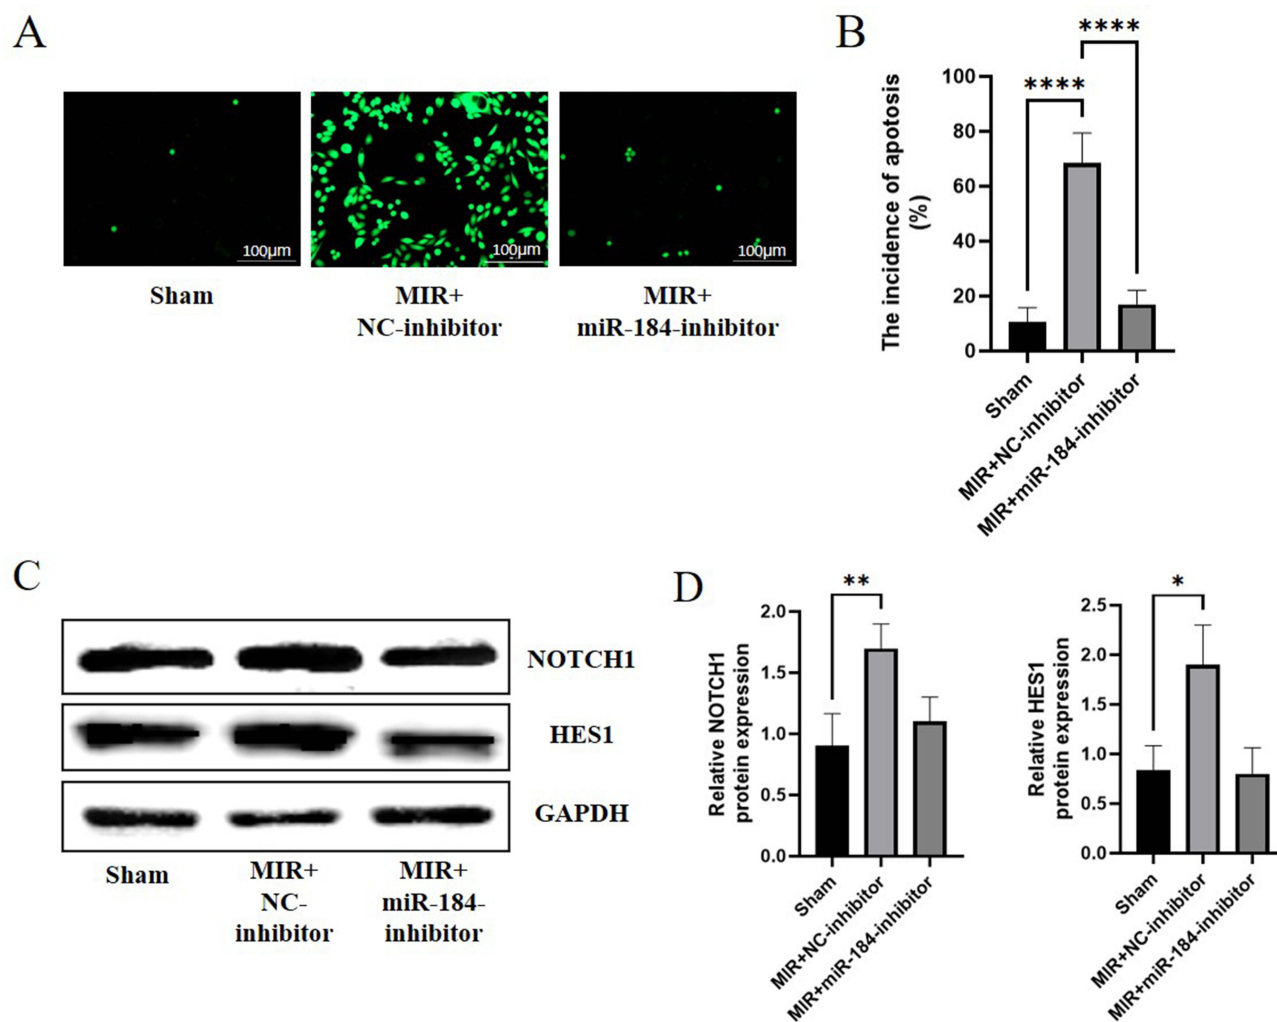 A
100μm
100μm
100μm
Sham
MIR+
NC-inhibitor
MIR+
miR-184-inhibitor
B
****
****
The incidence of apotosis
(%)
100
80
60
40
20
0
Sham
MIR+NC-inhibitor
MIR+miR-184-inhibitor
C
NOTCH1
HES1
GAPDH
Sham
MIR+
NC-
inhibitor
MIR+
miR-184-
inhibitor
D
**
Relative NOTCH1
protein expression
2.0
1.5
1.0
0.5
0.0
Sham
MIR+NC-inhibitor
MIR+miR-184-inhibitor
*
Relative HES1
protein expression
2.5
2.0
1.5
1.0
0.5
0.0
Sham
MIR+NC-inhibitor
MIR+miR-184-inhibitor